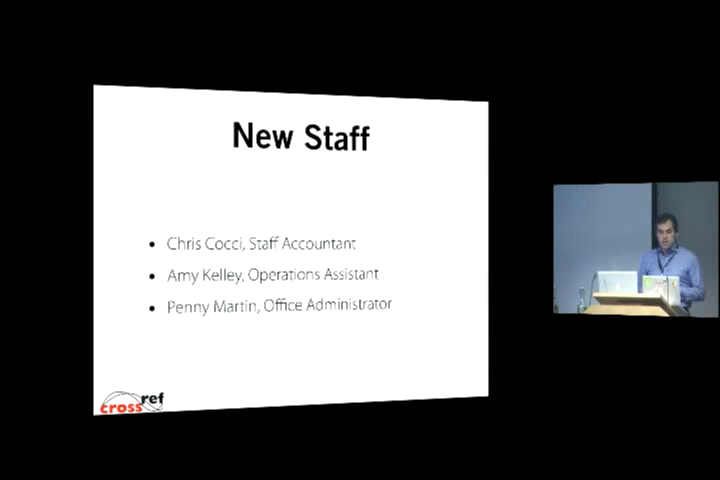 New Staff
• Chris Cocci, Staff Accountant
• Amy Kelley, Operations Assistant
• Penny Martin, Office Administrator
crossref